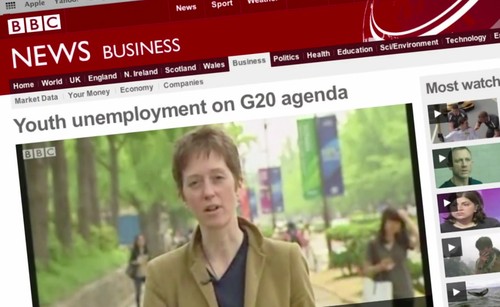 Apple
News Sport
BBC
NEWS BUSINESS
Home World UK England N. Ireland Scotland Wales Business Politics Health Education Sci/Environment Technology
Market Data Your Money Economy Companies
Youth unemployment on G20 agenda
Most watch
BBC